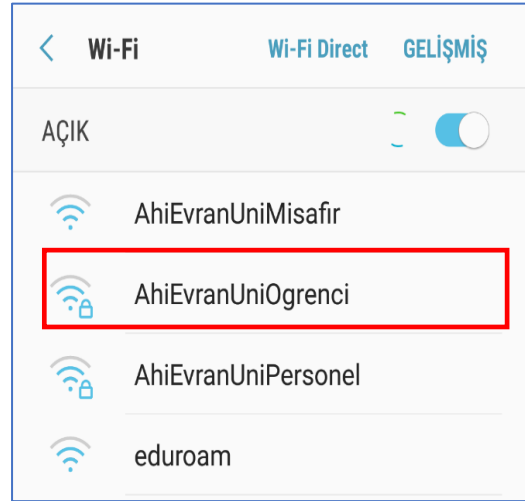 Wi-Fi Wi-Fi Direct GELİŞMİŞ
AÇIK
AhiEvranUniMisafir
AhiEvranUniOgrenci
AhiEvranUniPersonel
eduroam